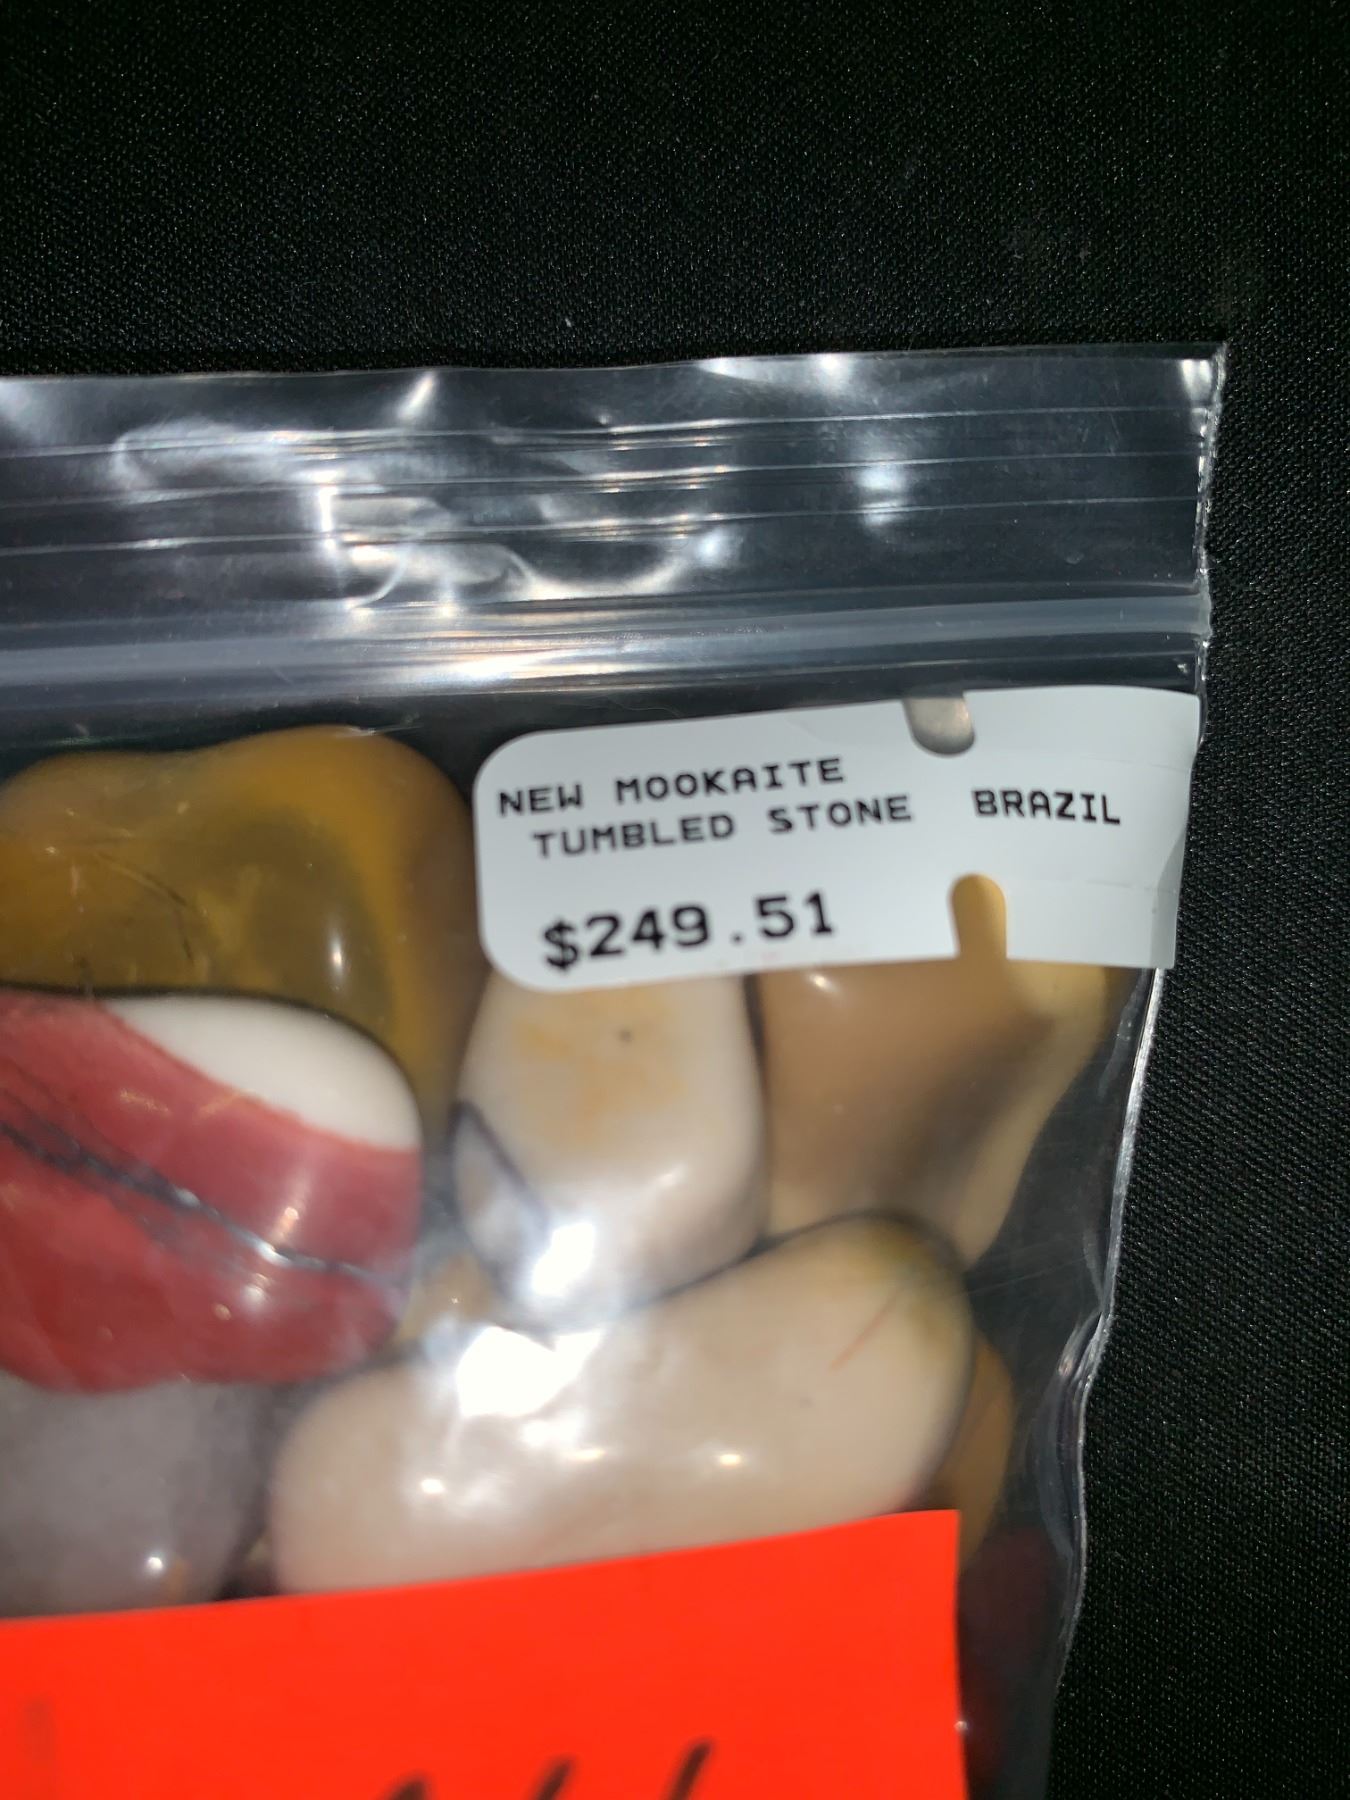 NEW MOOKAITE
TUMBLED STONE BRAZIL
$249.51